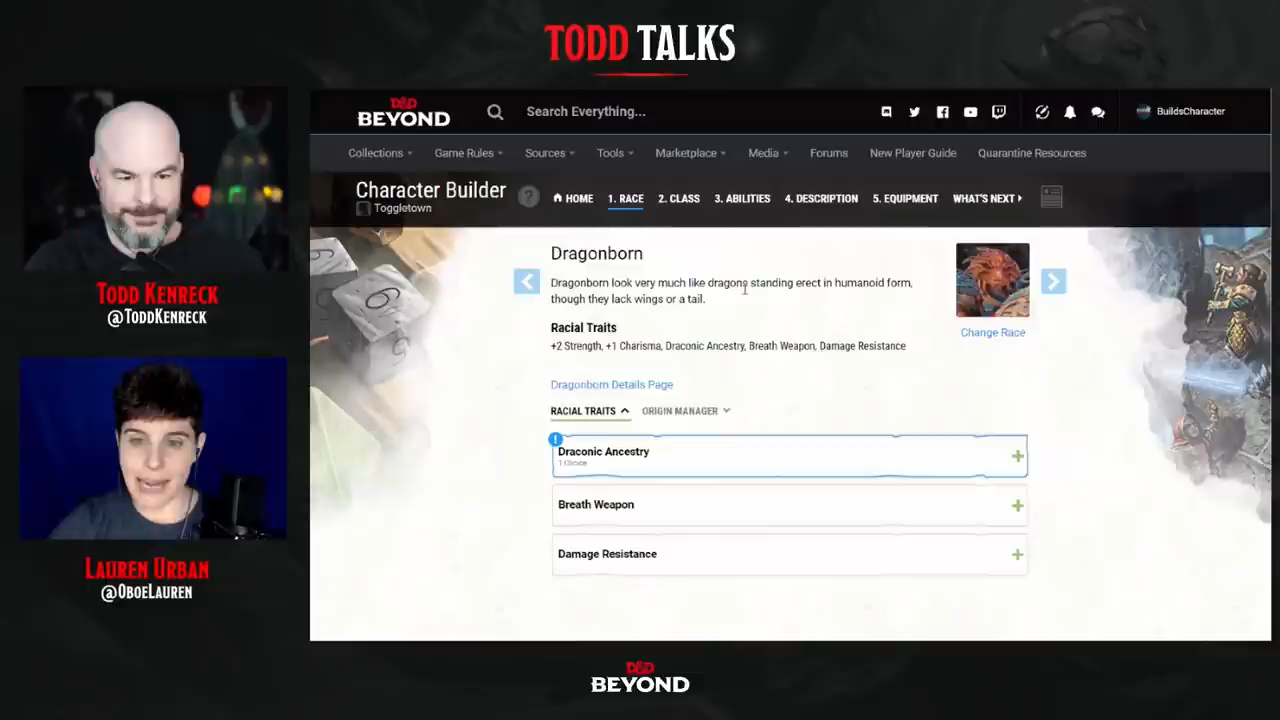 TODD TALKS
D&D
BEYOND
Search Everything...
BuildsCharacter
Collections
Game Rules
Sources
Tools
Marketplace
Media
Forums
New Player Guide
Quarantine Resources
Character Builder
Toggletown
?
HOME
1. RACE
2. CLASS
3. ABILITIES
4. DESCRIPTION
5. EQUIPMENT
WHAT'S NEXT
Dragonborn
Dragonborn look very much like dragons standing erect in humanoid form,
though they lack wings or a tail.
Racial Traits
+2 Strength, +1 Charisma, Draconic Ancestry, Breath Weapon, Damage Resistance
Change Race
Dragonborn Details Page
RACIAL TRAITS
ORIGIN MANAGER
!
Draconic Ancestry
1 Choice
Breath Weapon
Damage Resistance
TODD KENRECK
@TODDKENRECK
LAUREN URBAN
@OBOELAUREN
D&D
BEYOND